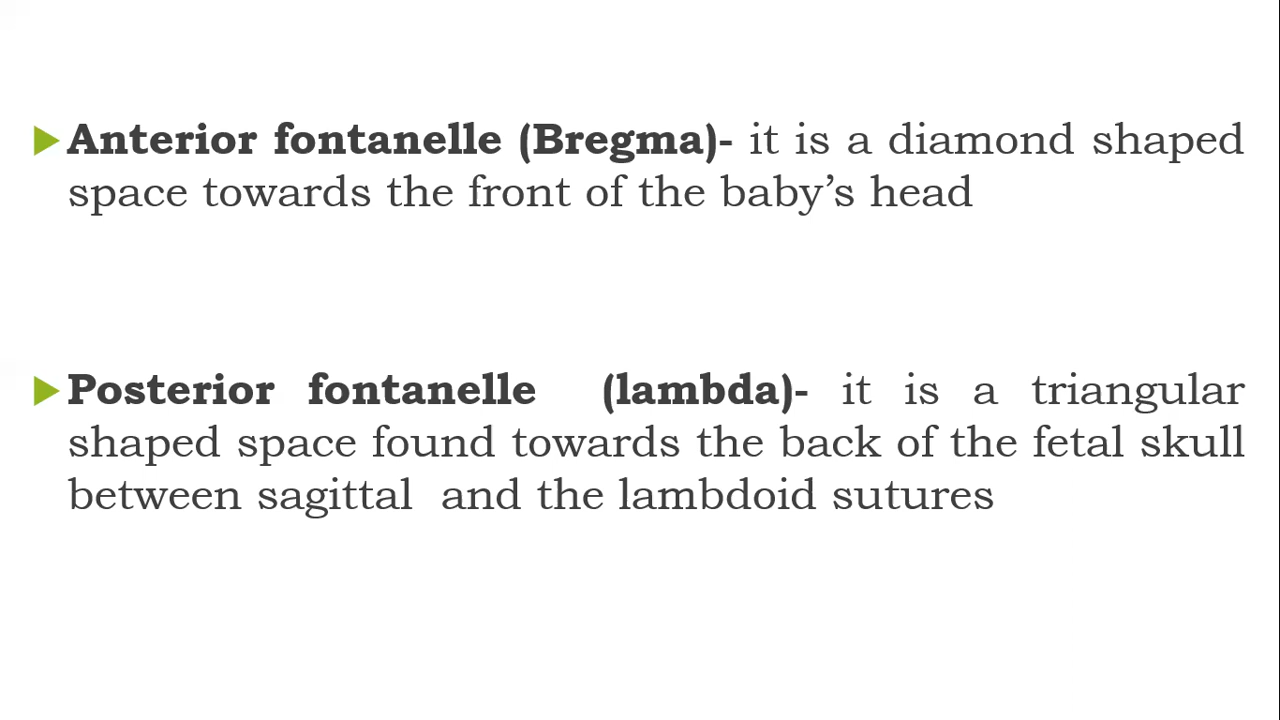 Anterior fontanelle (Bregma)- it is a diamond shaped
space towards the front of the baby’s head
Posterior fontanelle (lambda)- it is a triangular
shaped space found towards the back of the fetal skull
between sagittal and the lambdoid sutures